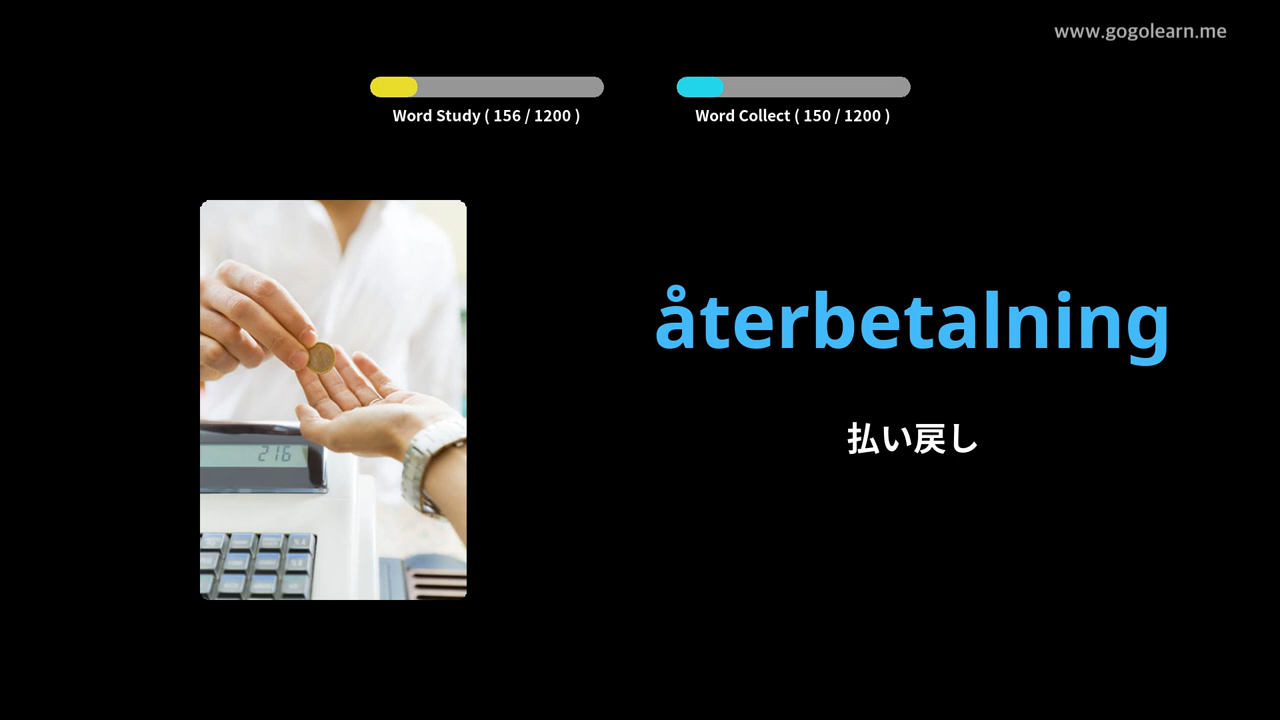 www.gogolearn.me
Word Study ( 156 / 1200 )
Word Collect ( 150 / 1200 )
återbetalning
払い戻し
216